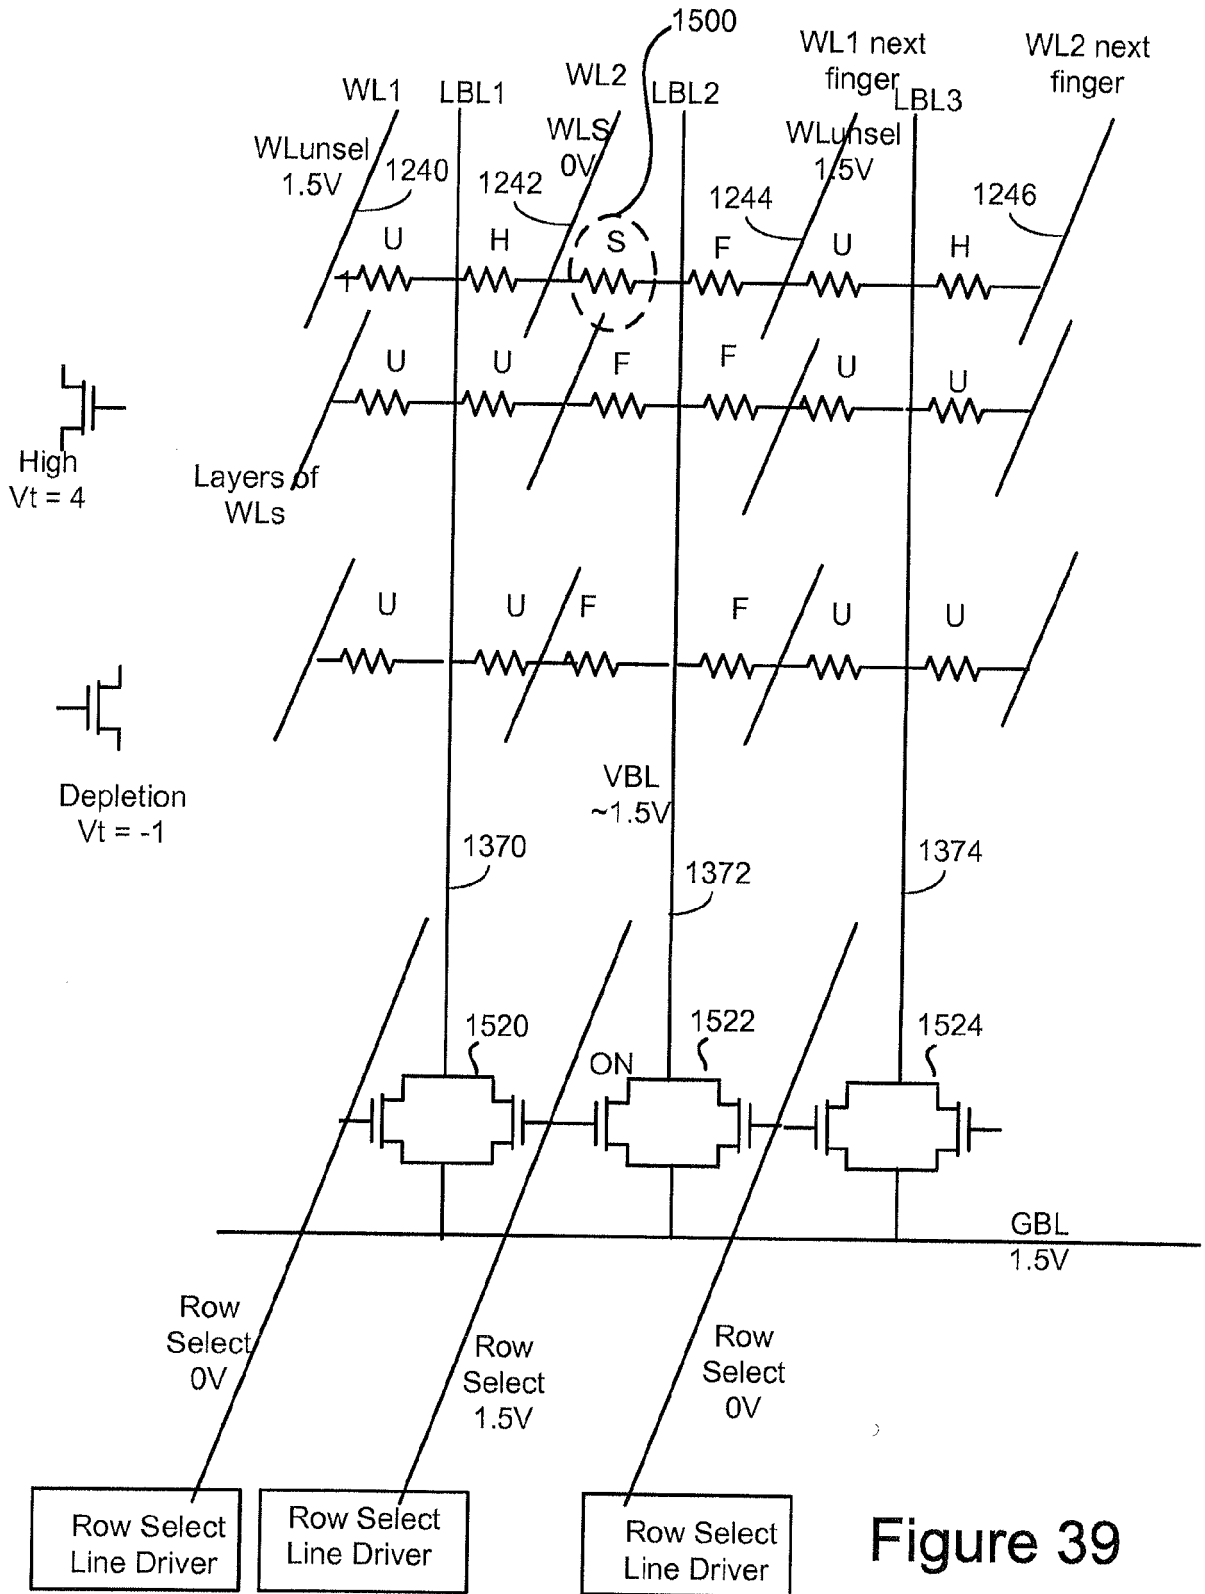 1500
WL1
LBL1
WL2
LBL2
WL1 next
finger
LBL3
WL2 next
finger
WLunsel
1.5V
1240
1242
WLS
0V
1244
WLunsel
1.5V
1246
U H S F U H
U U F F U U
High
Vt = 4
Layers of
WLs
U U F F U U
Depletion
Vt = -1
VBL
~1.5V
1370
1372
1374
1520
ON
1522
1524
GBL
1.5V
Row
Select
0V
Row
Select
1.5V
Row
Select
0V
Row Select
Line Driver
Row Select
Line Driver
Row Select
Line Driver
Figure 39